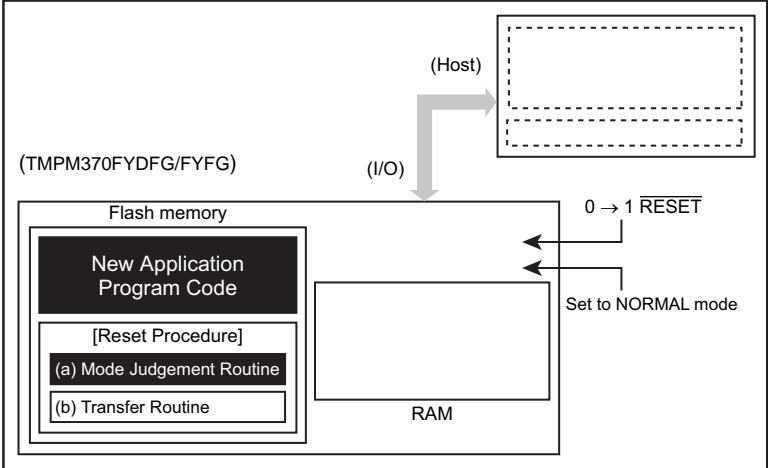 (Host)
(TMPM370FYDFG/FYFG)
(I/O)
0 → 1 RESET
Flash memory
New Application
Program Code
Set to NORMAL mode
[Reset Procedure]
(a) Mode Judgement Routine
(b) Transfer Routine
RAM